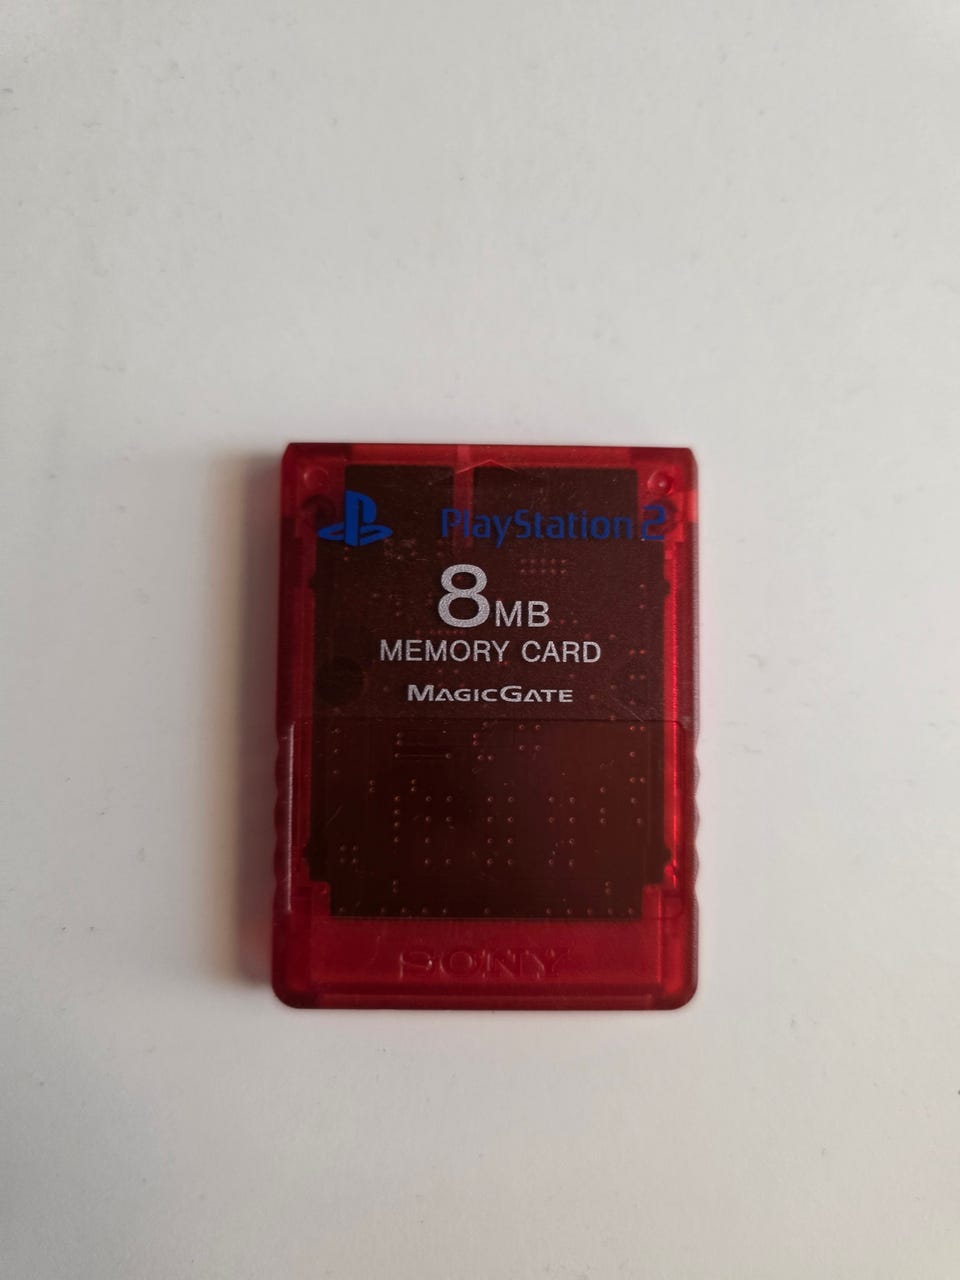 PlayStation 2
8MB
MEMORY CARD
MAGICGATE
SONY